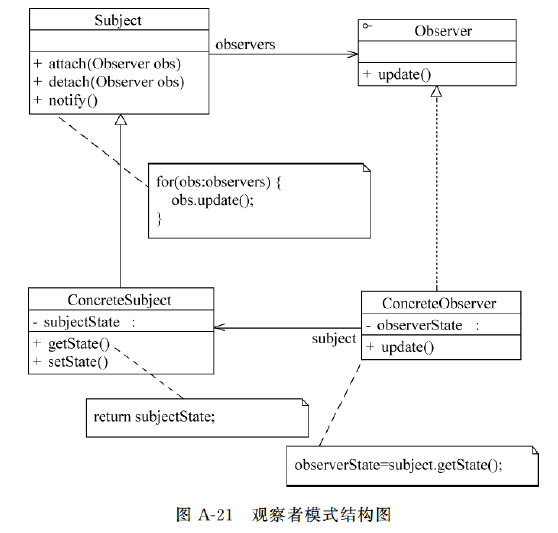 Subject
+ attach(Observer obs)
+ detach(Observer obs)
+ notify()
observers
Observer
+ update()
for(obs:observers) {
obs.update();
}
ConcreteSubject
- subjectState :
+ getState()
+ setState()
subject
ConcreteObserver
- observerState :
+ update()
return subjectState;
observerState=subject.getState();
图 A-21 观察者模式结构图